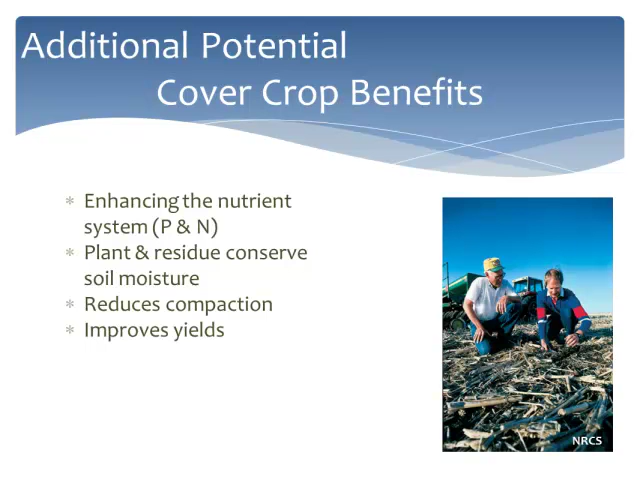 Additional Potential
Cover Crop Benefits
* Enhancing the nutrient
system (P & N)
* Plant & residue conserve
soil moisture
* Reduces compaction
* Improves yields
NRCS